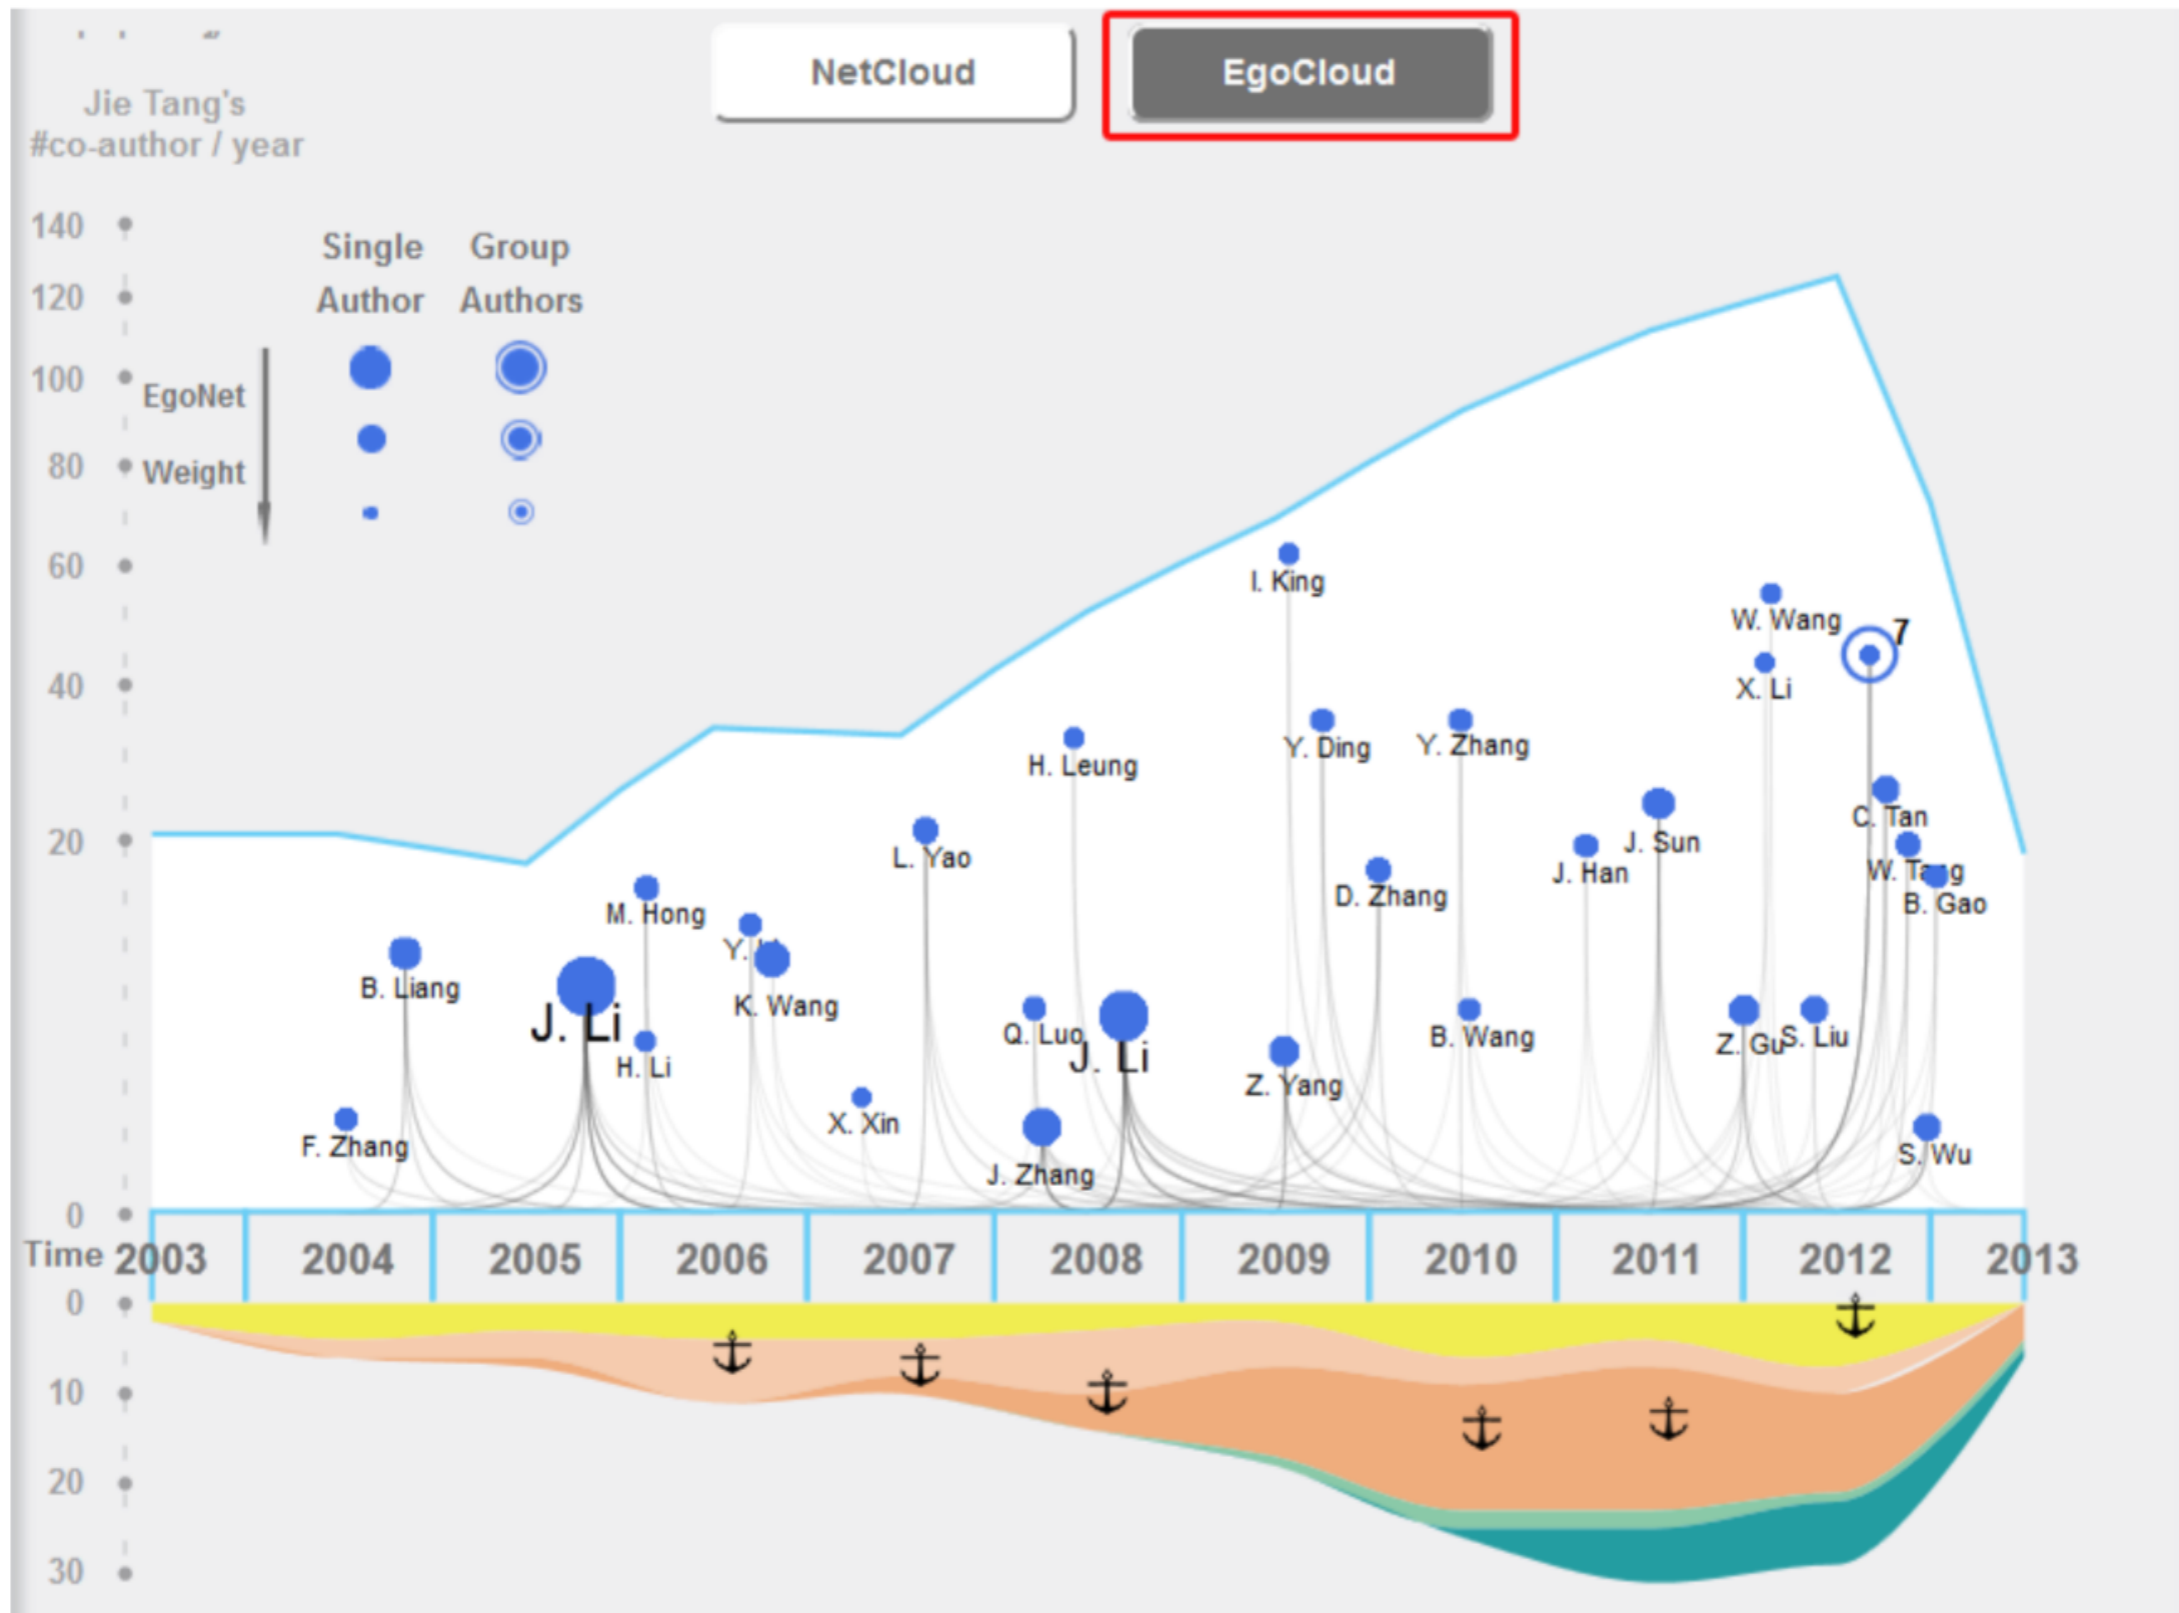 NetCloud
EgoCloud
Jie Tang's
#co-author / year
140
120
100
80
60
40
20
0
Single
Author
Group
Authors
EgoNet
Weight
I. King
W. Wang
7
X. Li
Y. Ding
Y. Zhang
H. Leung
C. Tan
J. Sun
L. Yao
J. Han
W. Tang
D. Zhang
B. Gao
M. Hong
Y.
B. Liang
K. Wang
J. Li
Q. Luo
J. Li
B. Wang
Z. Gu
S. Liu
H. Li
Z. Yang
X. Xin
F. Zhang
J. Zhang
S. Wu
Time
2003
2004
2005
2006
2007
2008
2009
2010
2011
2012
2013
0
10
20
30